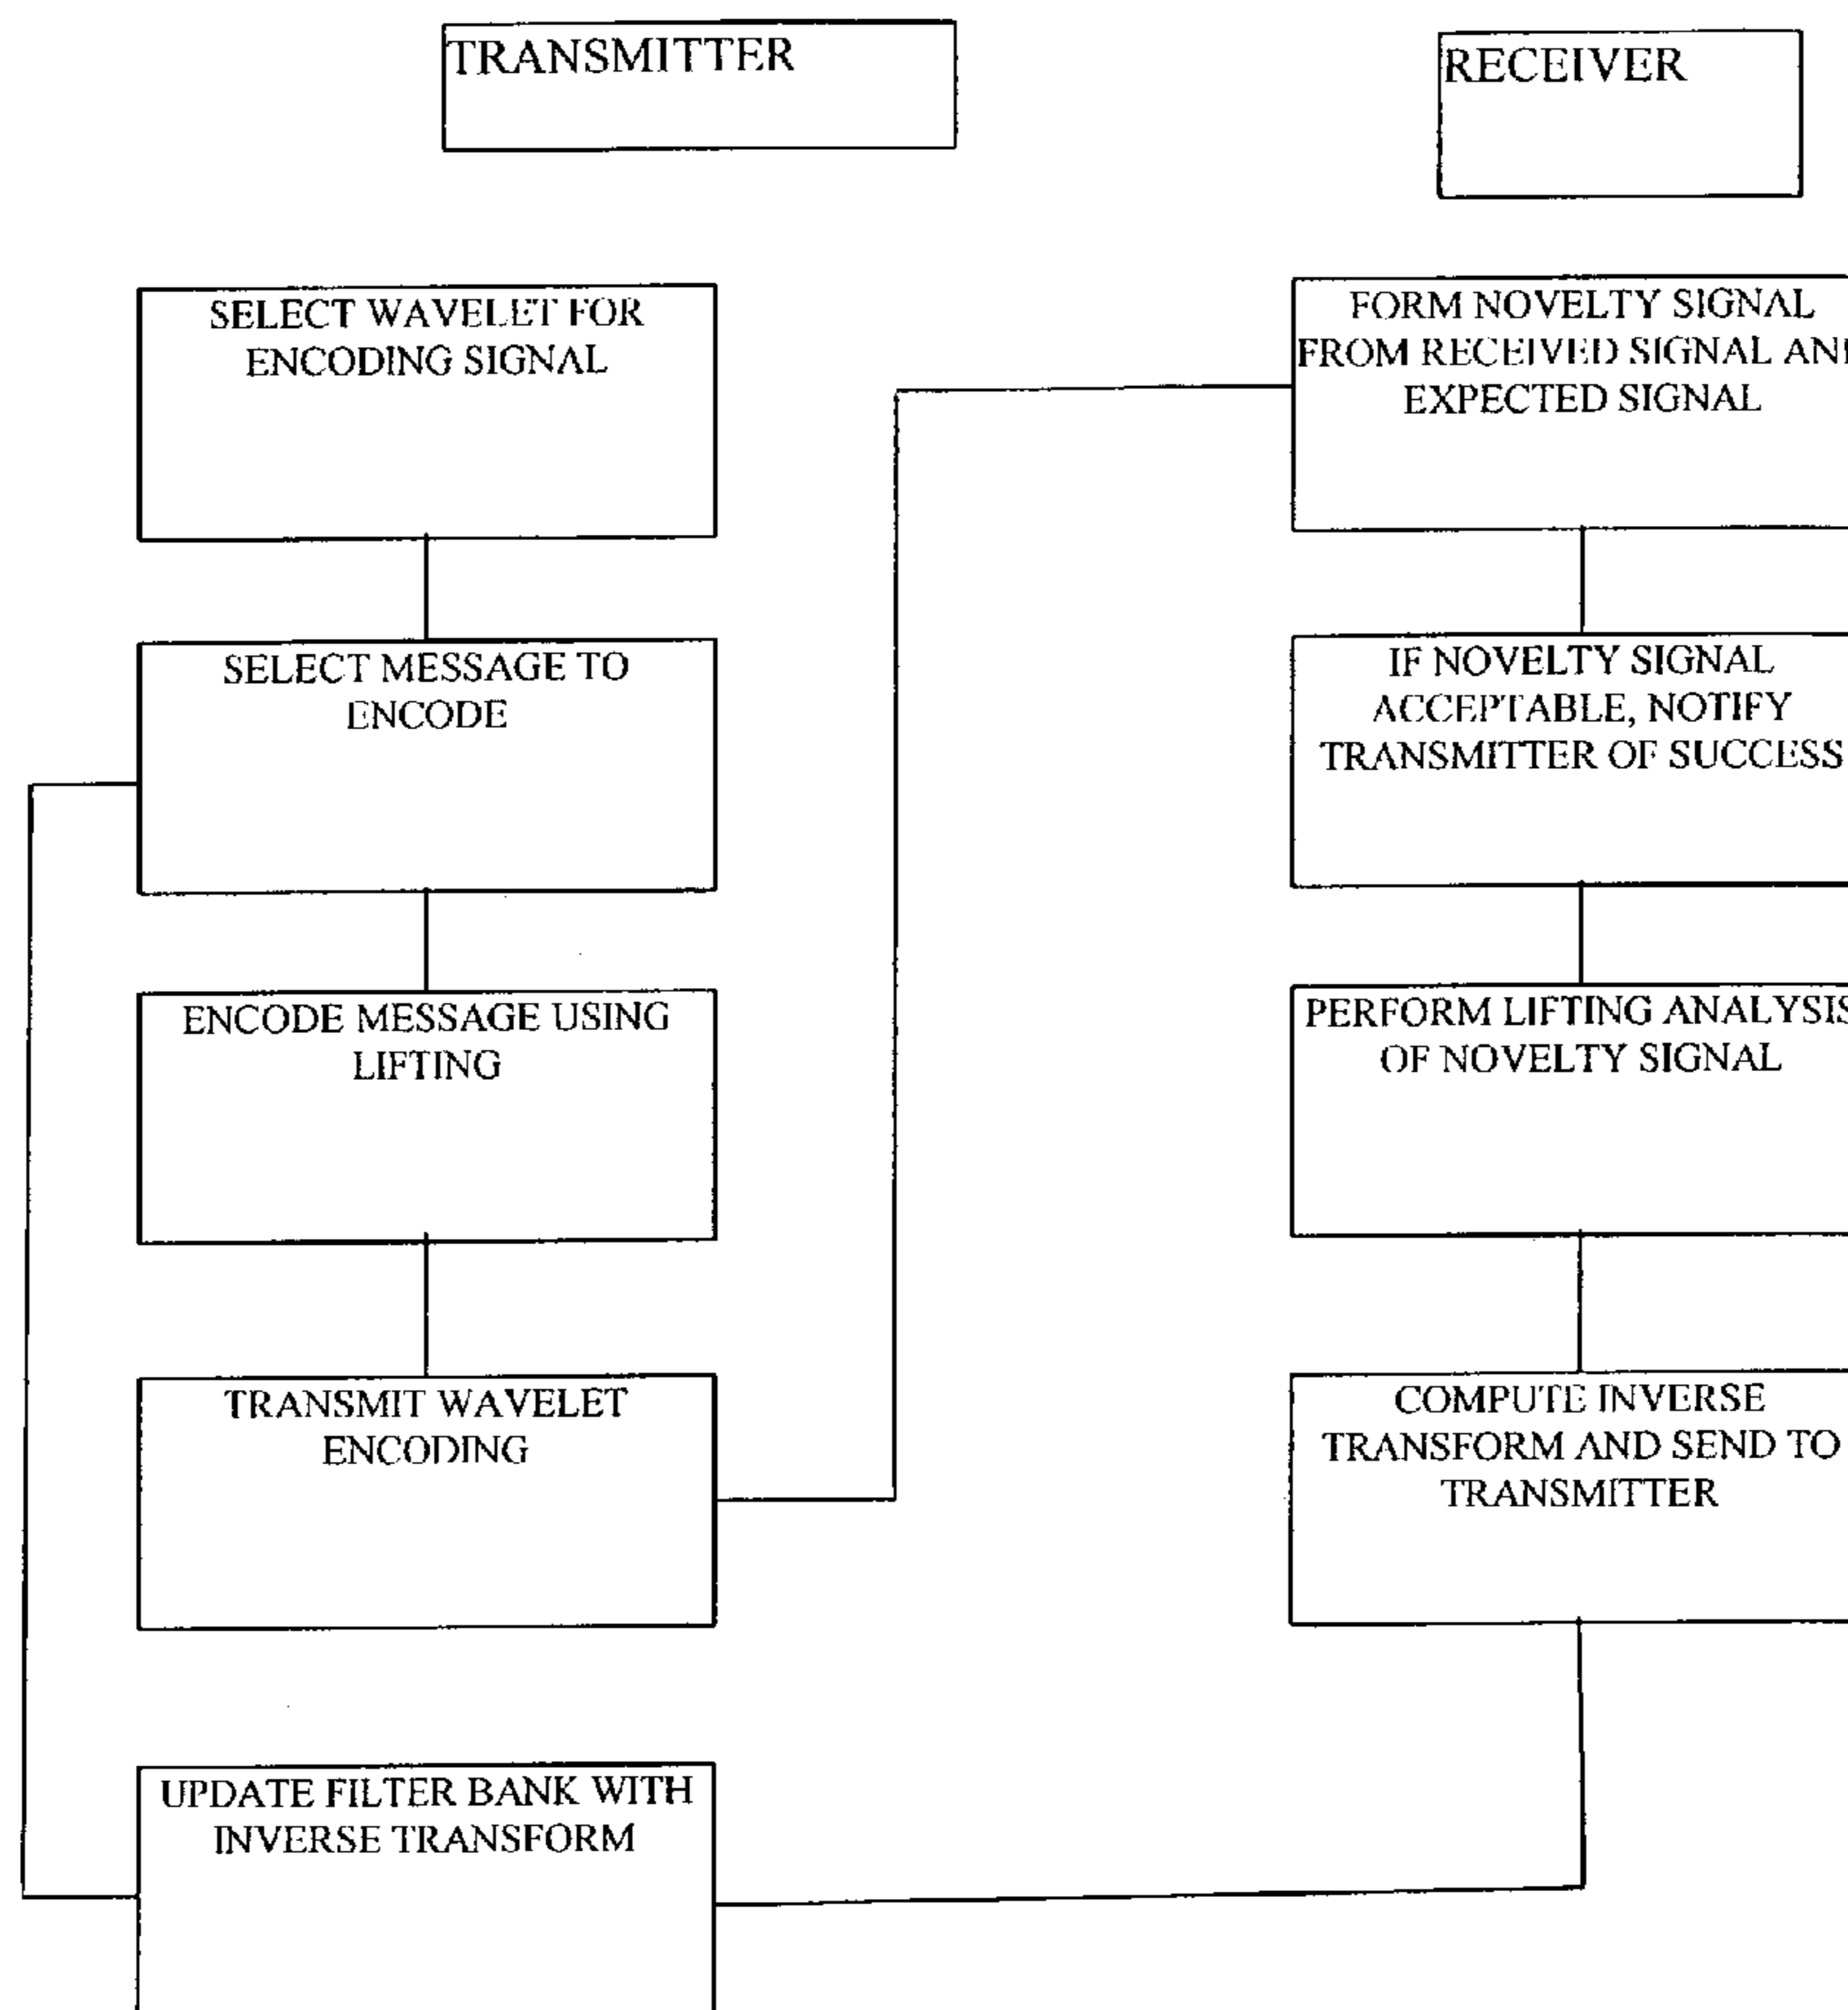 TRANSMITTER
RECEIVER
SELECT WAVELET FOR
ENCODING SIGNAL
SELECT MESSAGE TO
ENCODE
ENCODE MESSAGE USING
LIFTING
TRANSMIT WAVELET
ENCODING
UPDATE FILTER BANK WITH
INVERSE TRANSFORM
FORM NOVELTY SIGNAL
FROM RECEIVED SIGNAL AND
EXPECTED SIGNAL
IF NOVELTY SIGNAL
ACCEPTABLE, NOTIFY
TRANSMITTER OF SUCCESS
PERFORM LIFTING ANALYSIS
OF NOVELTY SIGNAL
COMPUTE INVERSE
TRANSFORM AND SEND TO
TRANSMITTER